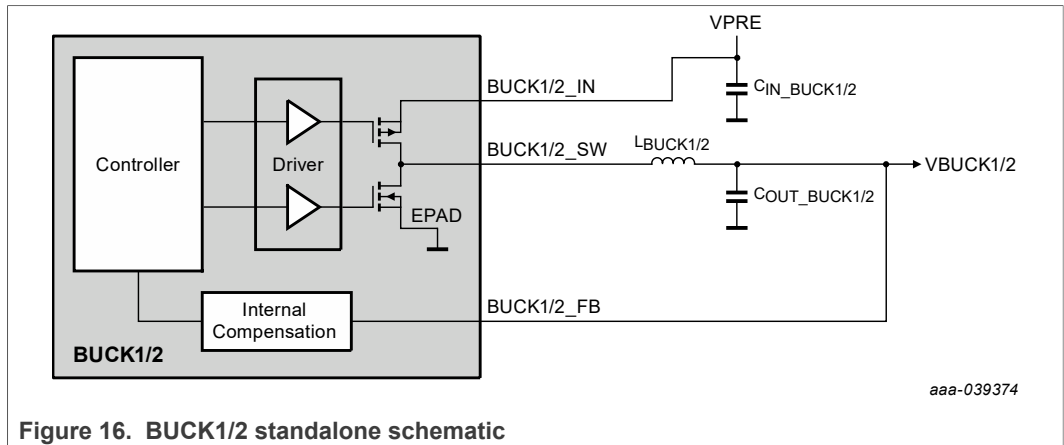 VPRE
BUCK1/2_IN
CIN_BUCK1/2
Controller
Driver
BUCK1/2_SW
LBUCK1/2
VBUCK1/2
COUT_BUCK1/2
EPAD
BUCK1/2_FB
Internal
Compensation
BUCK1/2
aaa-039374
Figure 16. BUCK1/2 standalone schematic